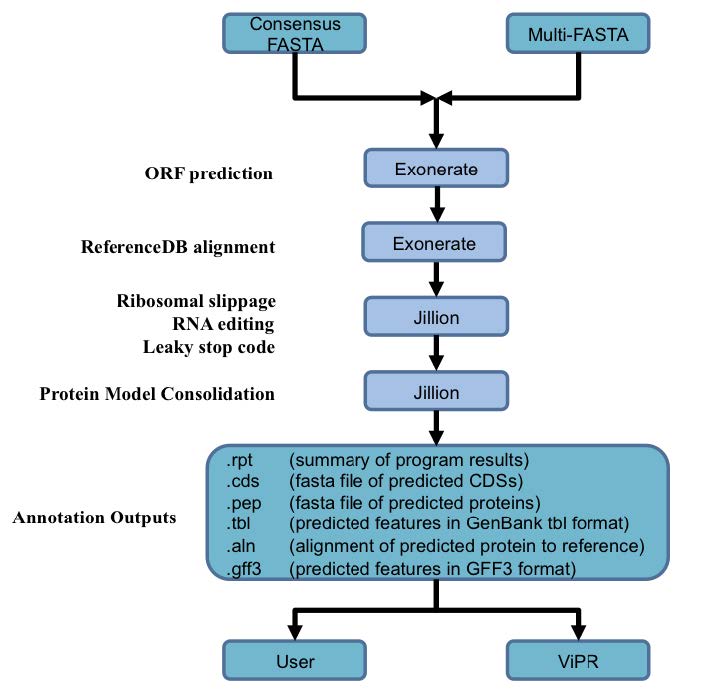 Consensus
FASTA
Multi-FASTA
ORF prediction
Exonerate
ReferenceDB alignment
Exonerate
Ribosomal slippage
RNA editing
Leaky stop code
Jillion
Protein Model Consolidation
Jillion
Annotation Outputs
.rpt (summary of program results)
.cds (fasta file of predicted CDSs)
.pep (fasta file of predicted proteins)
.tbl (predicted features in GenBank tbl format)
.aln (alignment of predicted protein to reference)
.gff3 (predicted features in GFF3 format)
User
ViPR